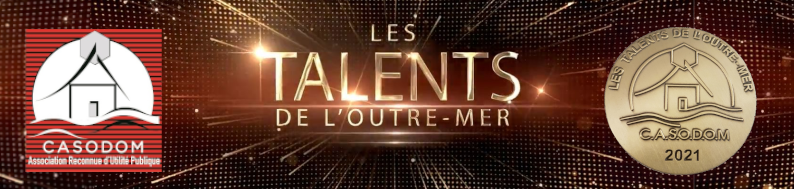 CASODOM
Association Reconnue d'Utilité Publique
LES
TALENTS
DE L'OUTRE-MER
LES TALENTS DE L'OUTRE-MER
C.A.S.O.D.O.M
2021